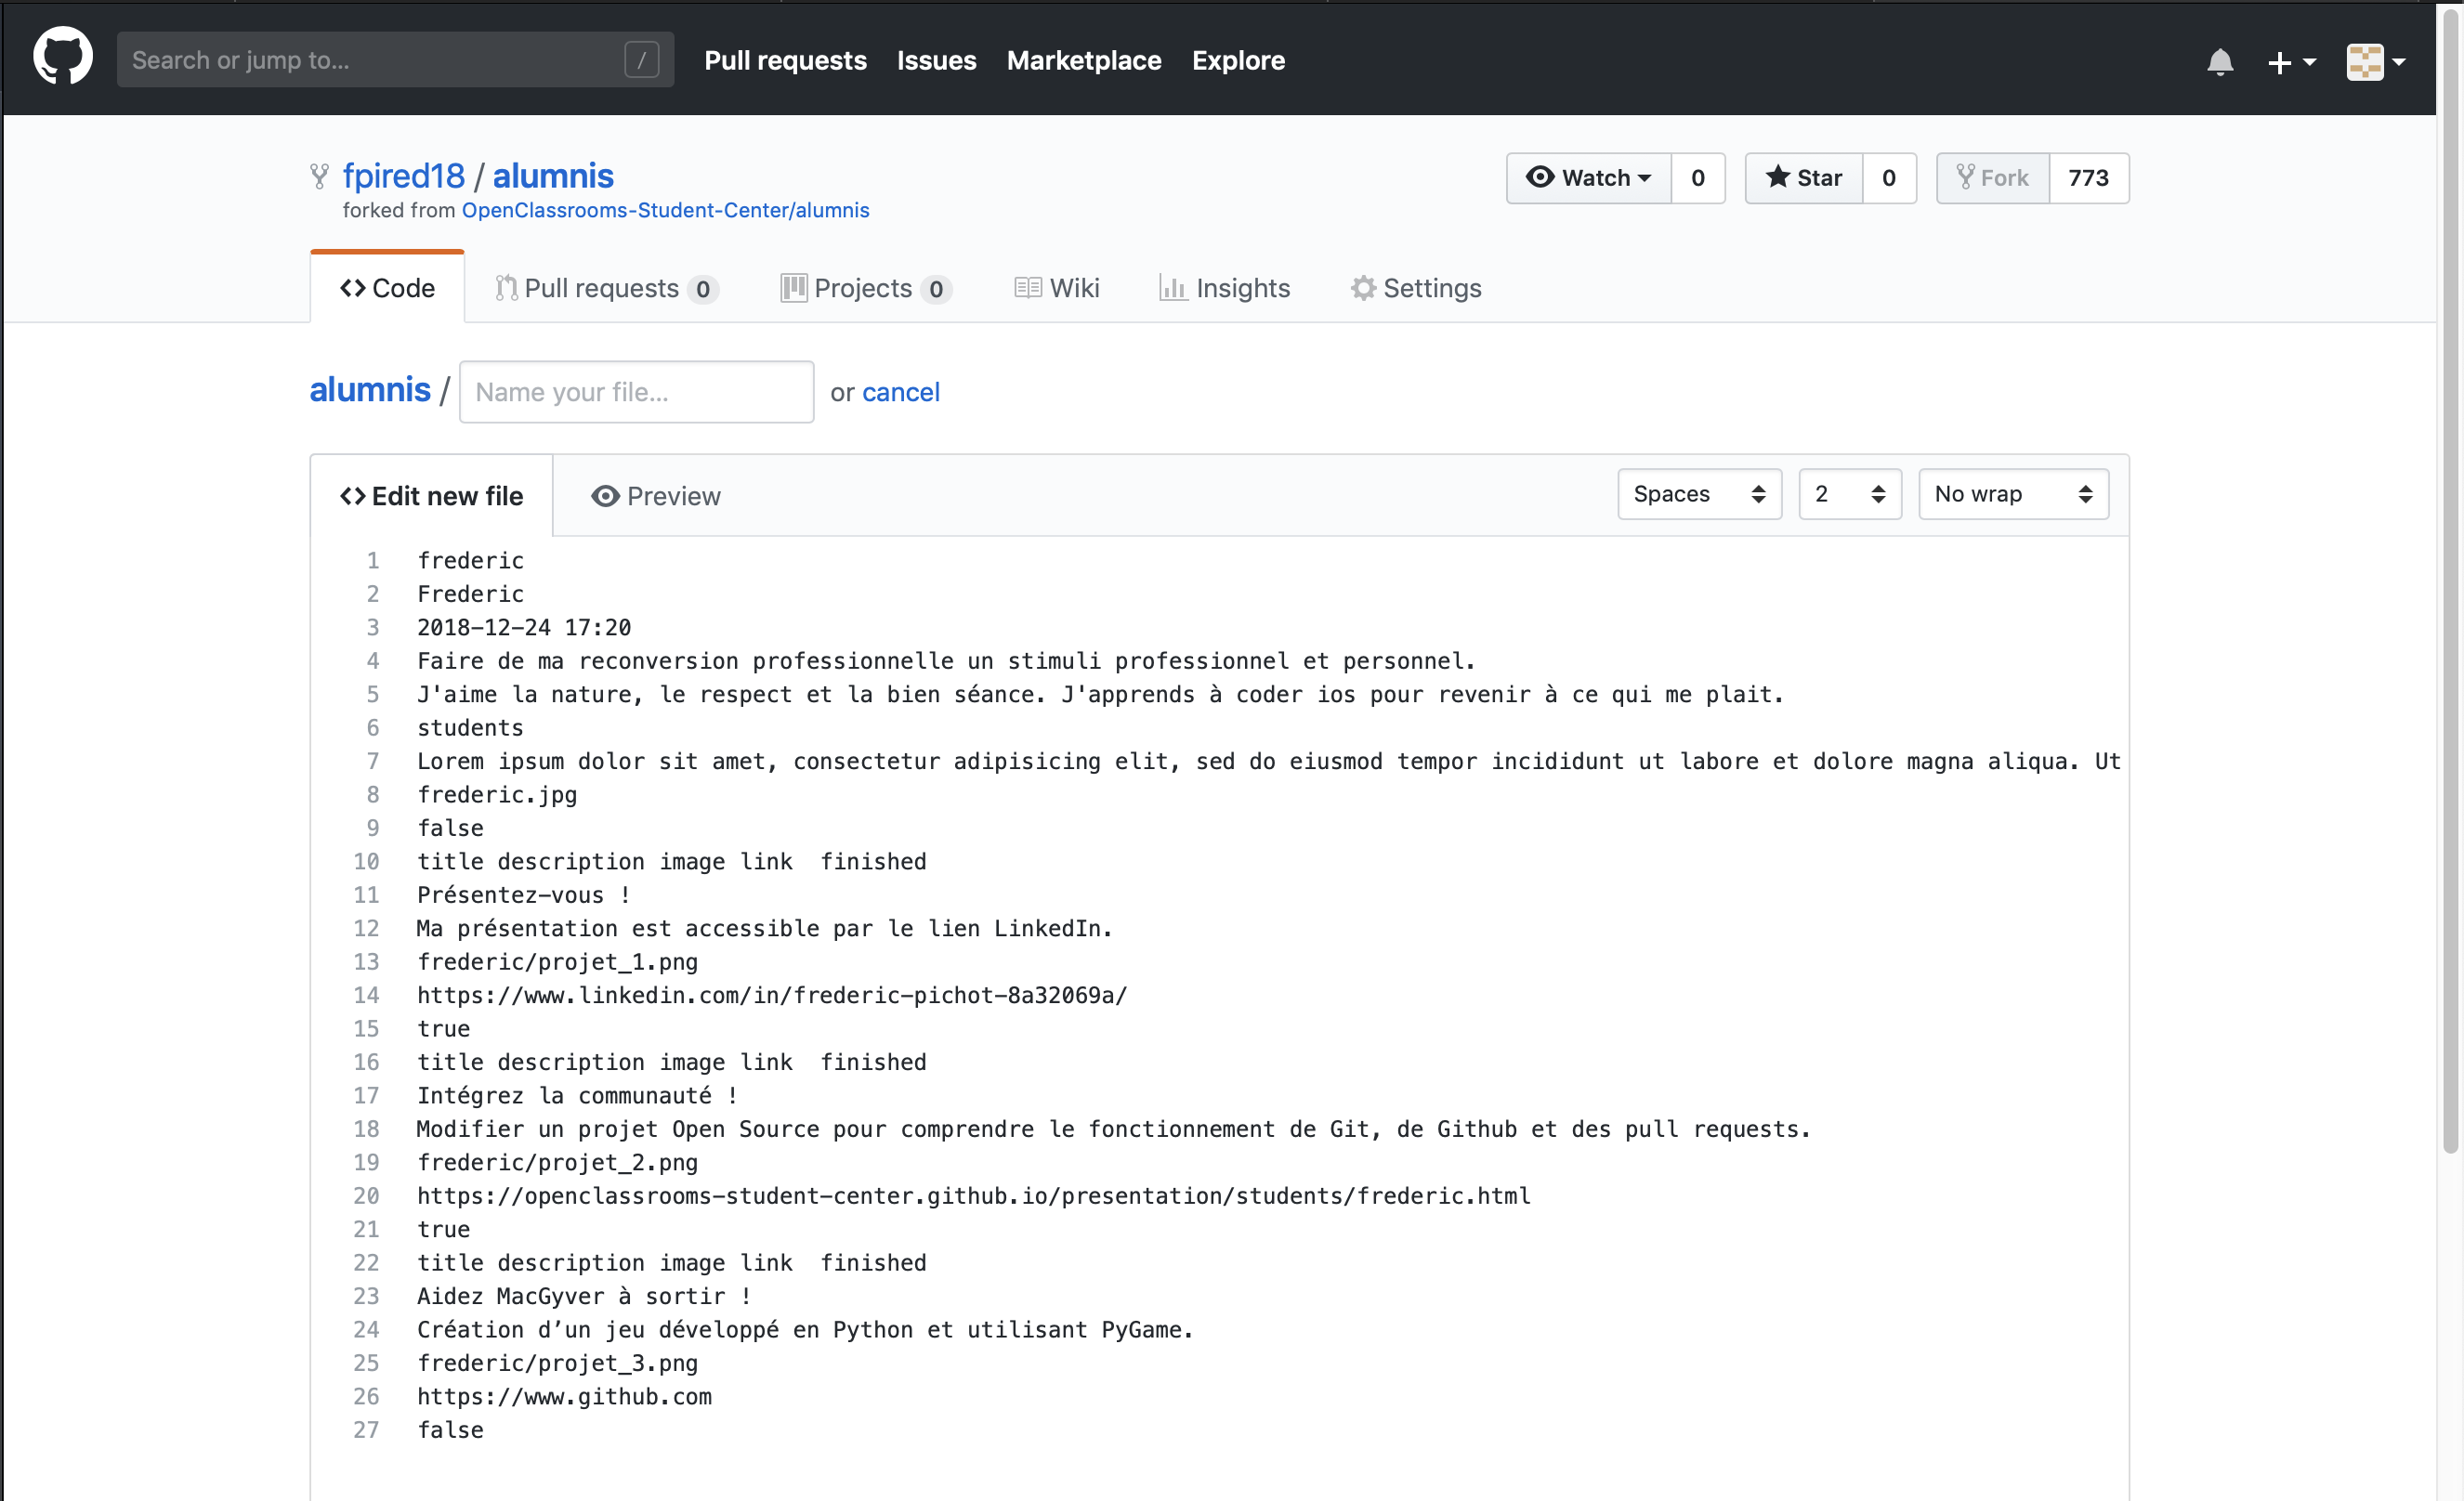 Search or jump to... /
Pull requests Issues Marketplace Explore
fpired18 / alumnis
forked from OpenClassrooms-Student-Center/alumnis
Watch 0 Star 0 Fork 773
Code Pull requests 0 Projects 0 Wiki Insights Settings
alumnis / Name your file... or cancel
Edit new file Preview Spaces 2 No wrap
1 frederic
2 Frederic
3 2018-12-24 17:20
4 Faire de ma reconversion professionnelle un stimuli professionnel et personnel.
5 J'aime la nature, le respect et la bien séance. J'apprends à coder ios pour revenir à ce qui me plait.
6 students
7 Lorem ipsum dolor sit amet, consectetur adipisicing elit, sed do eiusmod tempor incididunt ut labore et dolore magna aliqua. Ut
8 frederic.jpg
9 false
10 title description image link  finished
11 Présentez-vous !
12 Ma présentation est accessible par le lien LinkedIn.
13 frederic/projet_1.png
14 https://www.linkedin.com/in/frederic-pichot-8a32069a/
15 true
16 title description image link  finished
17 Intégrez la communauté !
18 Modifier un projet Open Source pour comprendre le fonctionnement de Git, de Github et des pull requests.
19 frederic/projet_2.png
20 https://openclassrooms-student-center.github.io/presentation/students/frederic.html
21 true
22 title description image link  finished
23 Aidez MacGyver à sortir !
24 Création d’un jeu développé en Python et utilisant PyGame.
25 frederic/projet_3.png
26 https://www.github.com
27 false